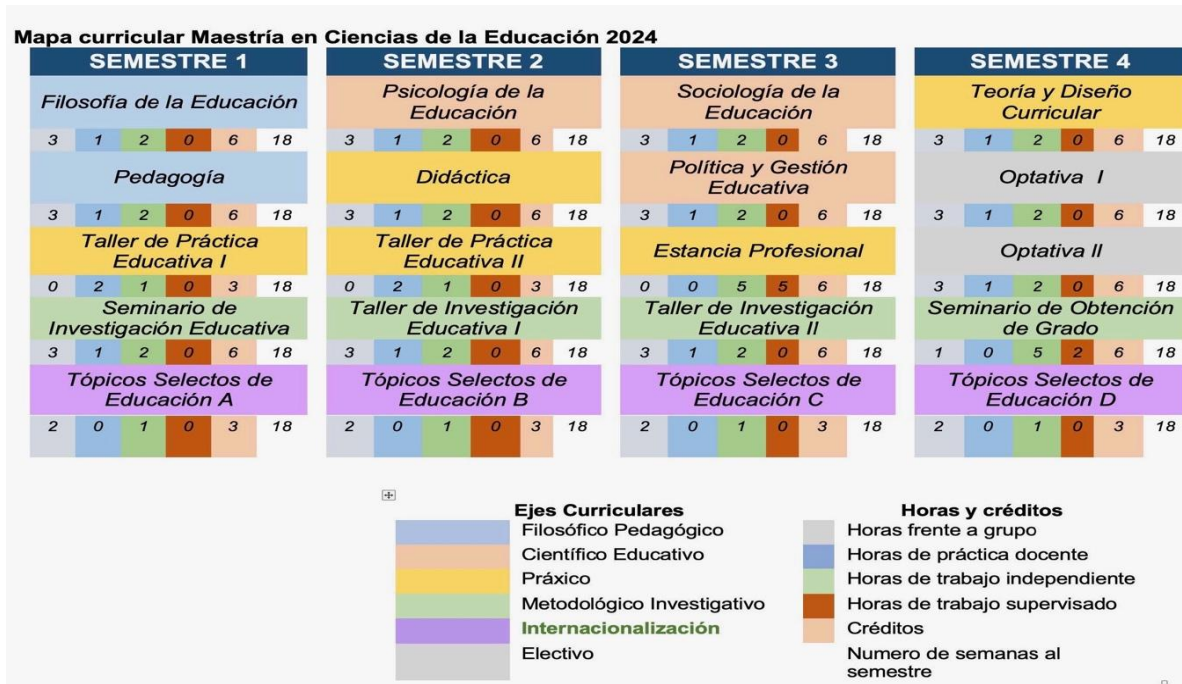 Mapa curricular Maestría en Ciencias de la Educación 2024
SEMESTRE 1 SEMESTRE 2 SEMESTRE 3 SEMESTRE 4
Filosofía de la Educación
Psicología de la
Educación
Sociología de la
Educación
Teoría y Diseño
Curricular
3 1 2 0 6 18 3 1 2 0 6 18 3 1 2 0 6 18 3 1 2 0 6 18
Pedagogía
Didáctica
Política y Gestión
Educativa
Optativa I
3 1 2 0 6 18 3 1 2 0 6 18 3 1 2 0 6 18 3 1 2 0 6 18
Taller de Práctica
Educativa I
Taller de Práctica
Educativa II
Estancia Profesional
Optativa II
0 2 1 0 3 18 0 2 1 0 3 18 0 0 5 5 6 18 3 1 2 0 6 18
Seminario de
Investigación Educativa
Taller de Investigación
Educativa I
Taller de Investigación
Educativa II
Seminario de Obtención
de Grado
3 1 2 0 6 18 3 1 2 0 6 18 3 1 2 0 6 18 1 0 5 2 6 18
Tópicos Selectos de
Educación A
Tópicos Selectos de
Educación B
Tópicos Selectos de
Educación C
Tópicos Selectos de
Educación D
2 0 1 0 3 18 2 0 1 0 3 18 2 0 1 0 3 18 2 0 1 0 3 18
Ejes Curriculares
Filosófico Pedagógico
Científico Educativo
Práxico
Metodológico Investigativo
Internacionalización
Electivo
Horas y créditos
Horas frente a grupo
Horas de práctica docente
Horas de trabajo independiente
Horas de trabajo supervisado
Créditos
Numero de semanas al
semestre